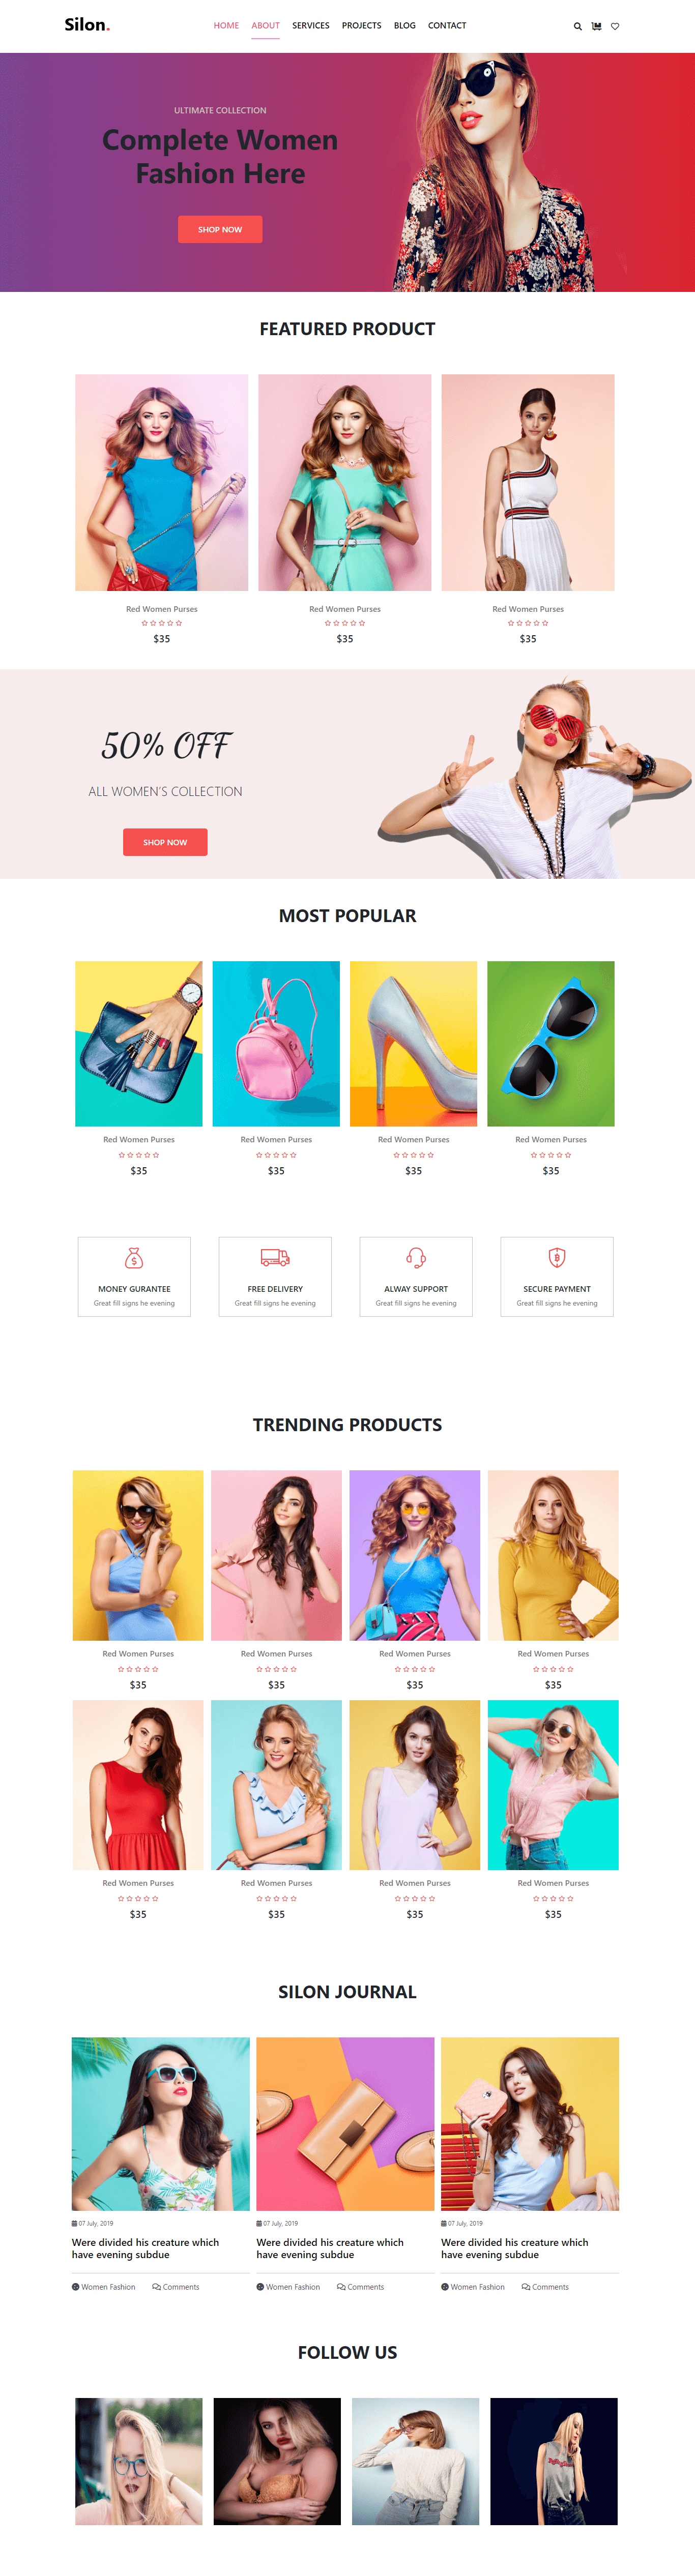 Silon.
HOME ABOUT SERVICES PROJECTS BLOG CONTACT
ULTIMATE COLLECTION
Complete Women
Fashion Here
SHOP NOW
FEATURED PRODUCT
Red Women Purses Red Women Purses Red Women Purses
$35 $35 $35
50% OFF
ALL WOMEN'S COLLECTION
SHOP NOW
MOST POPULAR
Red Women Purses Red Women Purses Red Women Purses Red Women Purses
$35 $35 $35 $35
MONEY GURANTEE FREE DELIVERY ALWAY SUPPORT SECURE PAYMENT
Great fill signs he evening Great fill signs he evening Great fill signs he evening Great fill signs he evening
TRENDING PRODUCTS
Red Women Purses Red Women Purses Red Women Purses Red Women Purses
$35 $35 $35 $35
Red Women Purses Red Women Purses Red Women Purses Red Women Purses
$35 $35 $35 $35
SILON JOURNAL
07 July, 2019 07 July, 2019 07 July, 2019
Were divided his creature which Were divided his creature which Were divided his creature which
have evening subdue have evening subdue have evening subdue
Women Fashion Comments Women Fashion Comments Women Fashion Comments
FOLLOW US